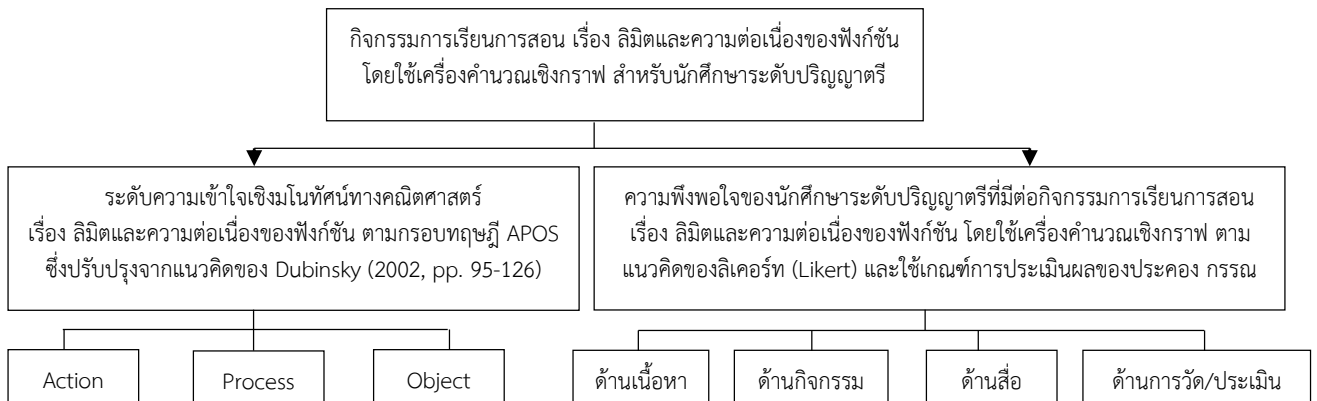 กิจกรรมการเรียนการสอน เรื่อง ลิมิตและความต่อเนื่องของฟังก์ชัน
โดยใช้เครื่องคำนวณเชิงกราฟ สำหรับนักศึกษาระดับปริญญาตรี
ระดับความเข้าใจเชิงมโนทัศน์ทางคณิตศาสตร์
เรื่อง ลิมิตและความต่อเนื่องของฟังก์ชัน ตามกรอบทฤษฎี APOS
ซึ่งปรับปรุงจากแนวคิดของ Dubinsky (2002, pp. 95-126)
ความพึงพอใจของนักศึกษาระดับปริญญาตรีที่มีต่อกิจกรรมการเรียนการสอน
เรื่อง ลิมิตและความต่อเนื่องของฟังก์ชัน โดยใช้เครื่องคำนวณเชิงกราฟ ตาม
แนวคิดของลิเคอร์ท (Likert) และใช้เกณฑ์การประเมินผลของประคอง กรรณ
Action
Process
Object
ด้านเนื้อหา
ด้านกิจกรรม
ด้านสื่อ
ด้านการวัด/ประเมิน